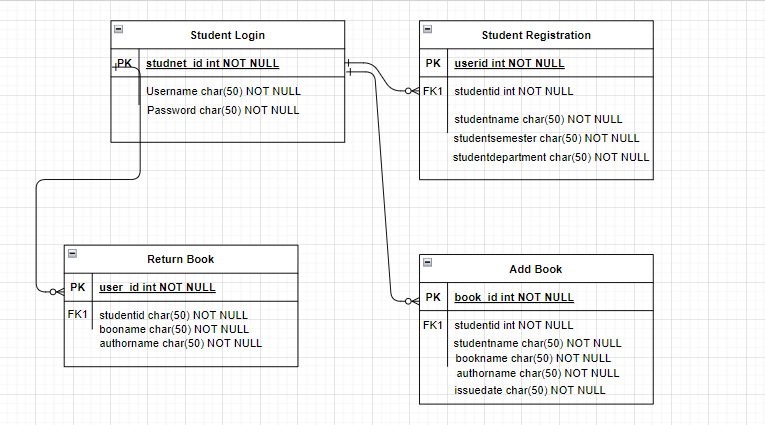 Student Login
PK studnet_id int NOT NULL
Username char(50) NOT NULL
Password char(50) NOT NULL
Student Registration
PK userid int NOT NULL
FK1 studentid int NOT NULL
studentname char(50) NOT NULL
studentsemester char(50) NOT NULL
studentdepartment char(50) NOT NULL
Return Book
PK user_id int NOT NULL
FK1 studentid char(50) NOT NULL
booname char(50) NOT NULL
authorname char(50) NOT NULL
Add Book
PK book_id int NOT NULL
FK1 studentid int NOT NULL
studentname char(50) NOT NULL
bookname char(50) NOT NULL
authorname char(50) NOT NULL
issuedate char(50) NOT NULL